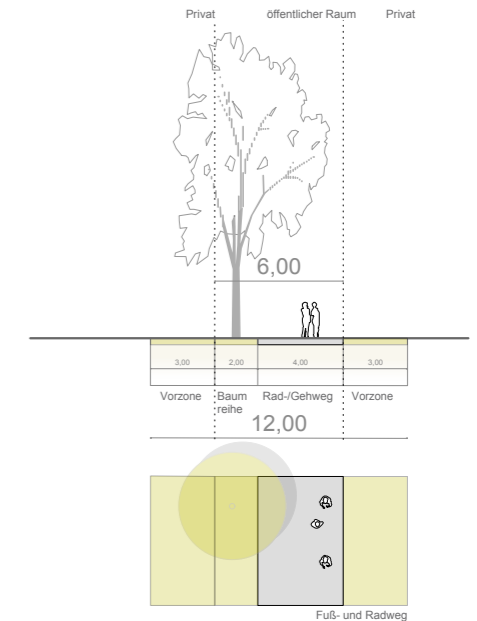 Privat öffentlicher Raum Privat
6,00
3,00 2,00 4,00 3,00
Vorzone Baum Rad-/Gehweg Vorzone
reihe
12,00
Fuß- und Radweg